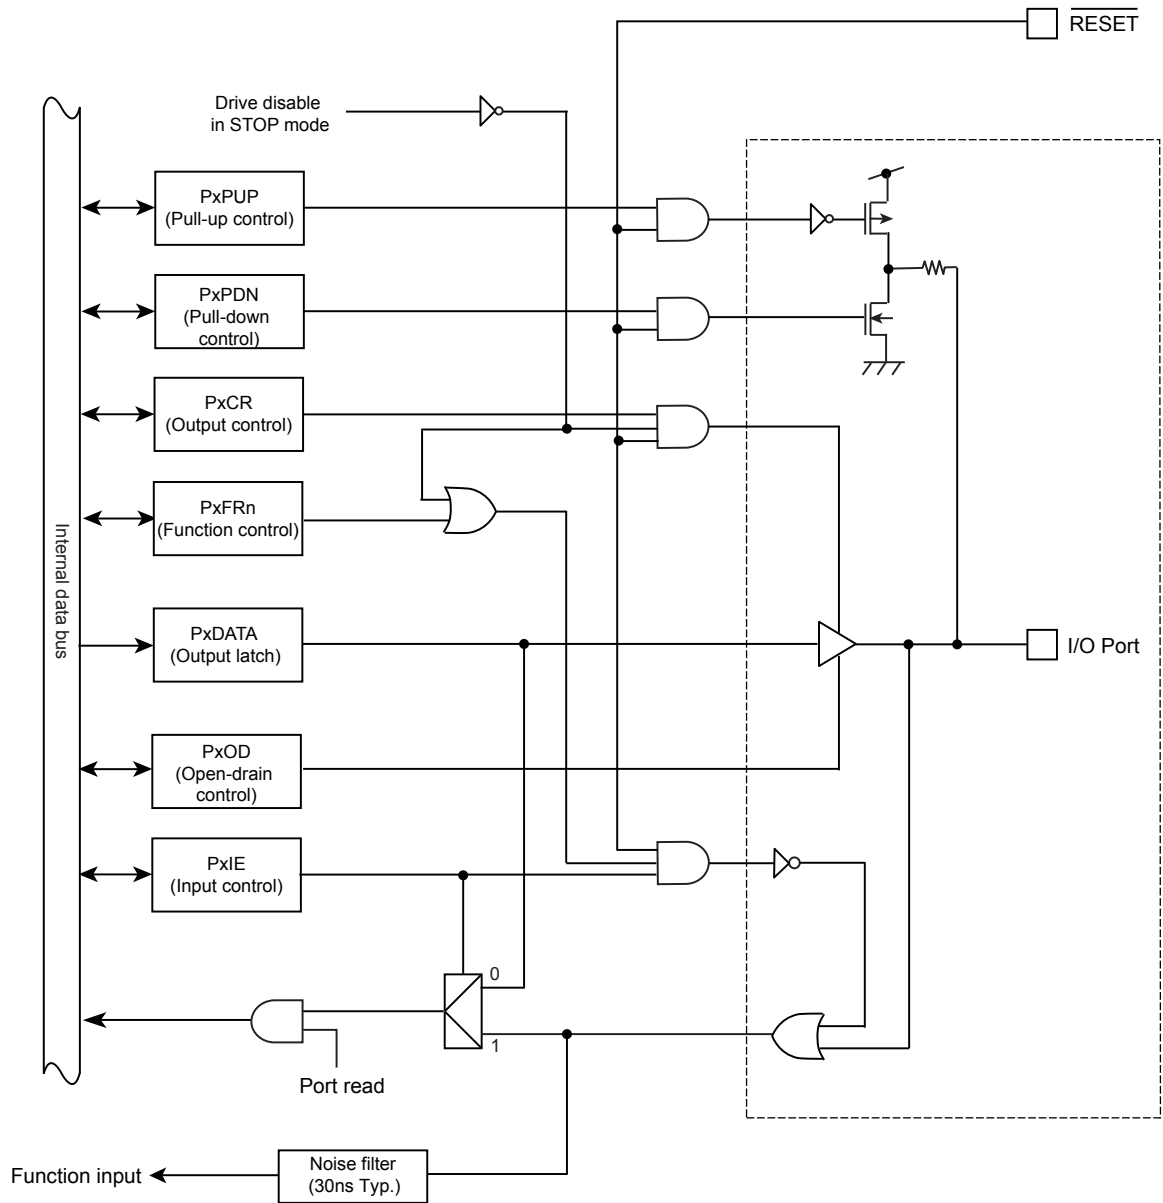 RESET
Drive disable
in STOP mode
PxPUP
(Pull-up control)
PxPDN
(Pull-down
control)
PxCR
(Output control)
PxFRn
(Function control)
Internal data bus
PxDATA
(Output latch)
I/O Port
PxOD
(Open-drain
control)
PxIE
(Input control)
0
1
Port read
Noise filter
(30ns Typ.)
Function input